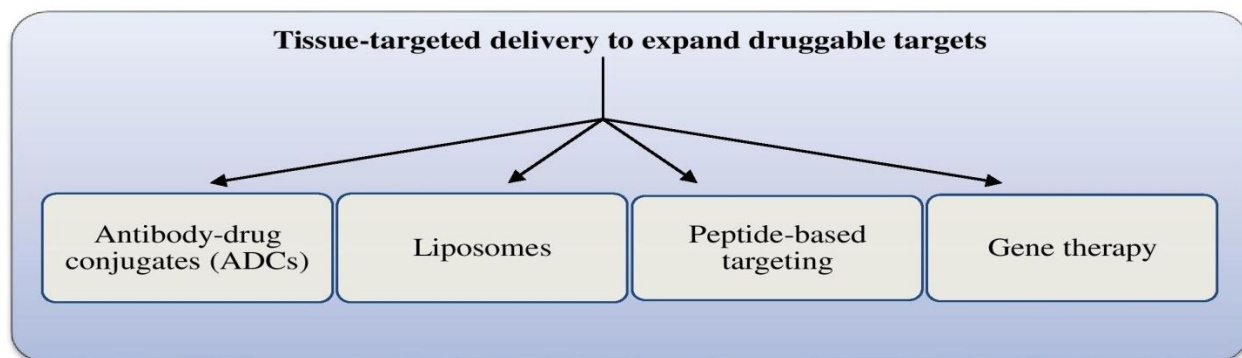 Tissue-targeted delivery to expand druggable targets
Antibody-drug
conjugates (ADCs)
Liposomes
Peptide-based
targeting
Gene therapy